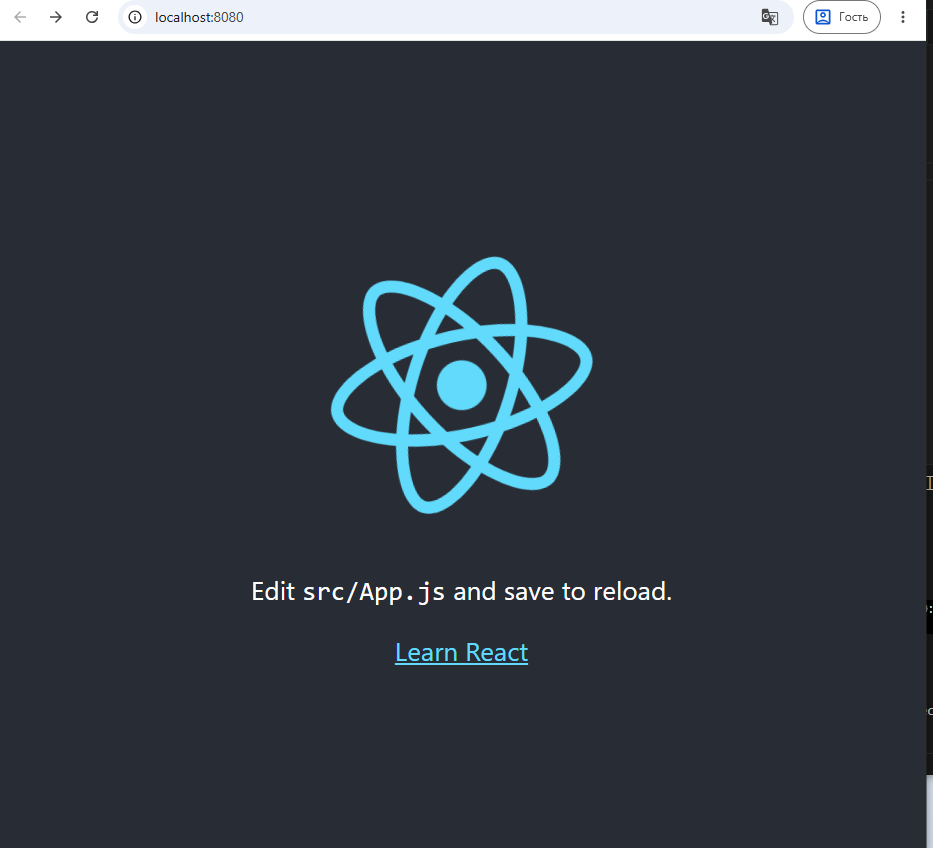 localhost:8080
Гость
Edit src/App.js and save to reload.
Learn React